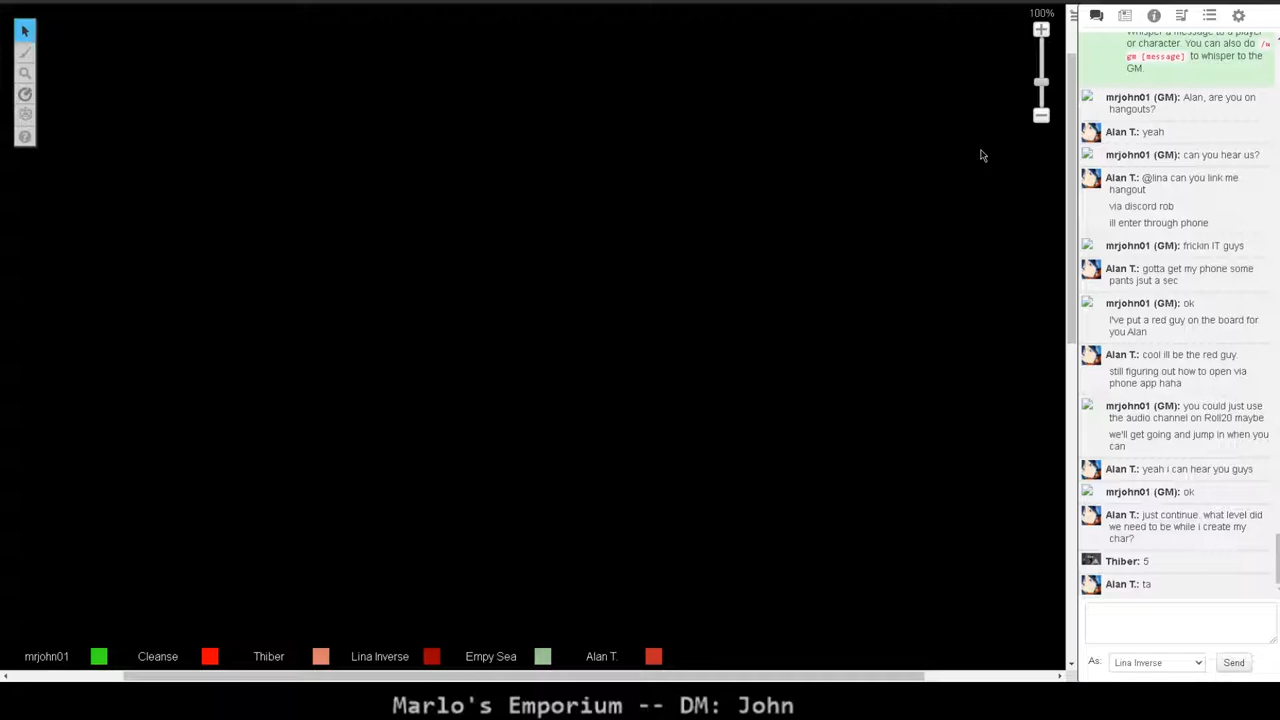 100%
Whisper a message to a player
or character. You can also do /w
gm [message] to whisper to the
GM.
mrjohn01 (GM): Alan, are you on
hangouts?
Alan T.: yeah
mrjohn01 (GM): can you hear us?
Alan T.: @lina can you link me
hangout
via discord rob
ill enter through phone
mrjohn01 (GM): frickin IT guys
Alan T.: gotta get my phone some
pants jsut a sec
mrjohn01 (GM): ok
I've put a red guy on the board for
you Alan
Alan T.: cool ill be the red guy.
still figuring out how to open via
phone app haha
mrjohn01 (GM): you could just use
the audio channel on Roll20 maybe
we'll get going and jump in when you
can
Alan T.: yeah i can hear you guys
mrjohn01 (GM): ok
Alan T.: just continue. what level did
we need to be while i create my
char?
Thiber: 5
Alan T.: ta
As: Lina Inverse Send
mrjohn01 Cleanse Thiber Lina Inverse Empy Sea Alan T.
Marlo's Emporium -- DM: John